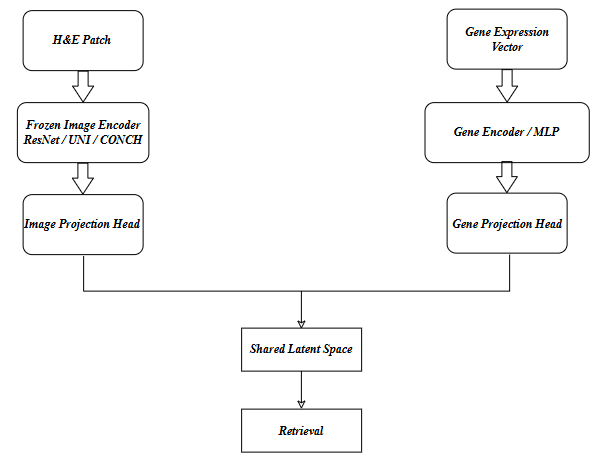 H&E Patch
Gene Expression
Vector
Frozen Image Encoder
ResNet / UNI / CONCH
Gene Encoder / MLP
Image Projection Head
Gene Projection Head
Shared Latent Space
Retrieval